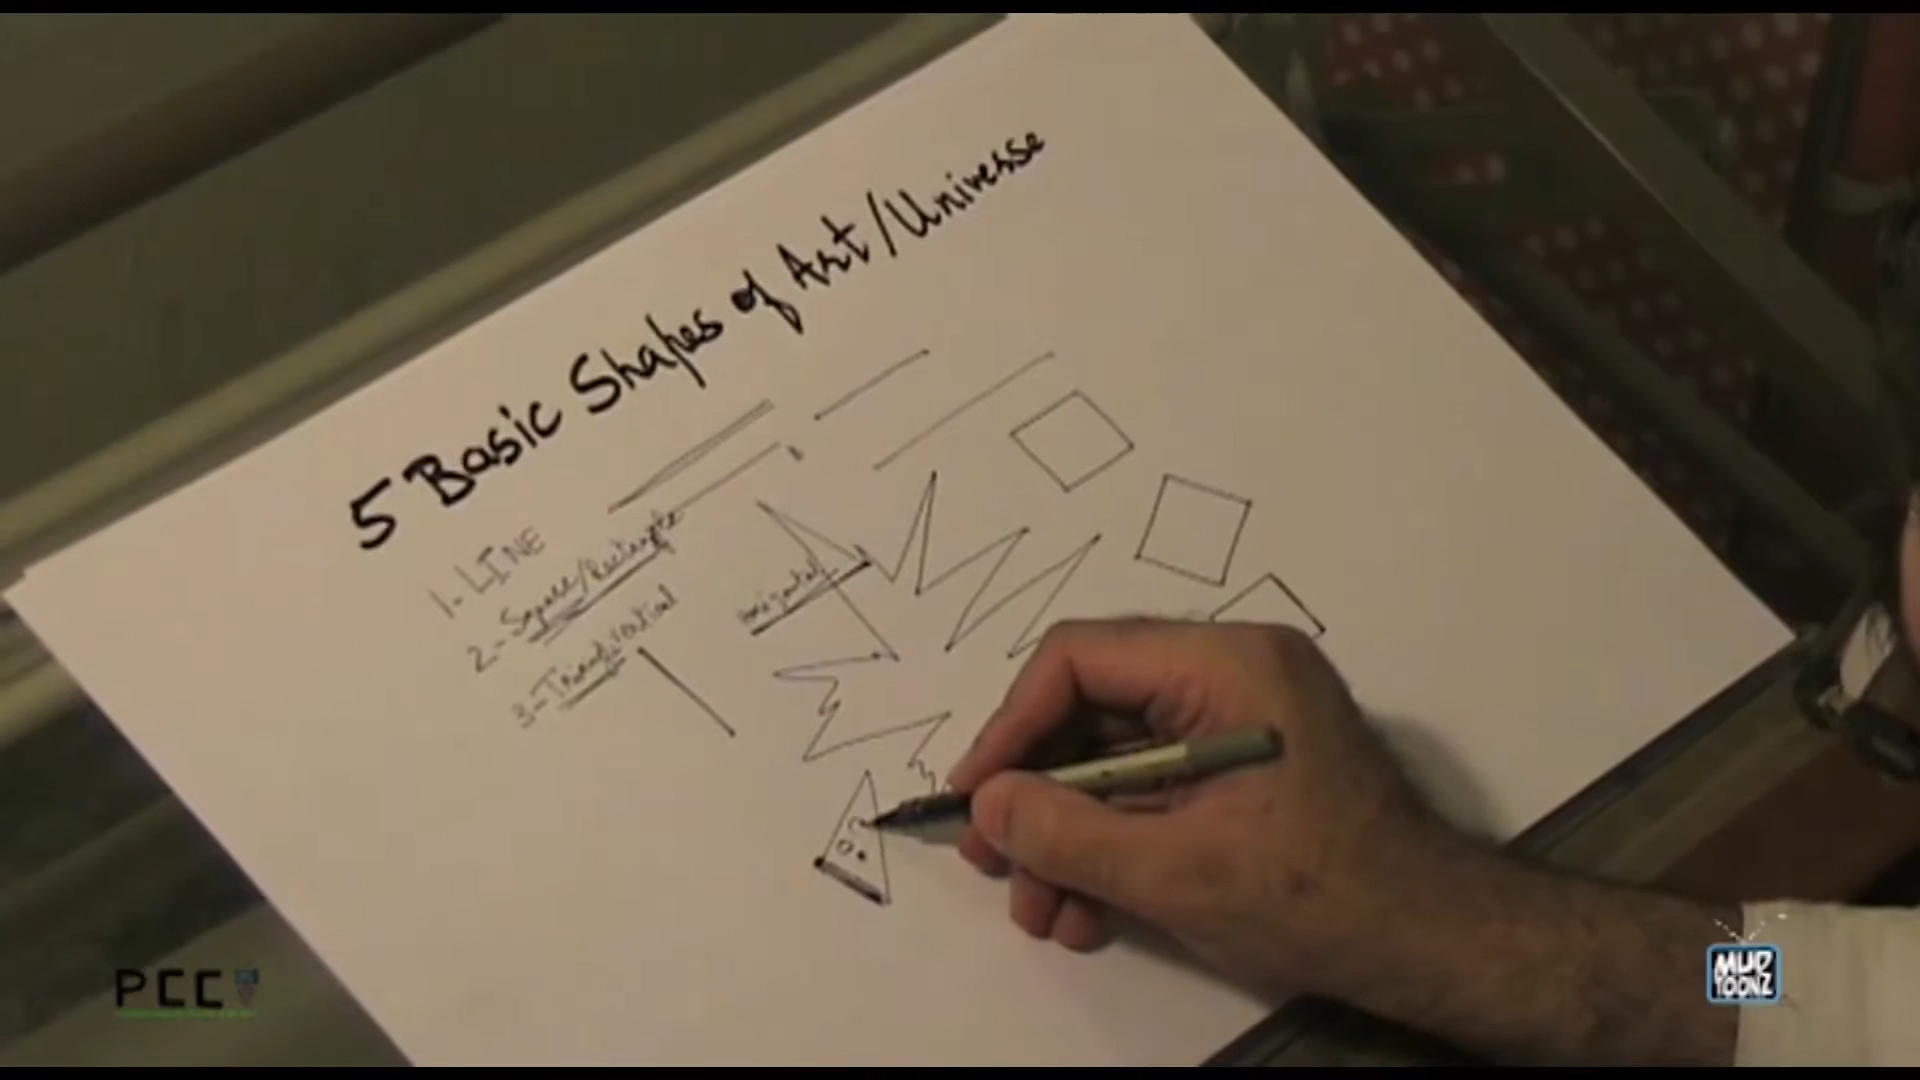 5 Basic Shapes of Art/Universe
1- LINE
2- Square/Rectangle
3- Triangle
vertical
Horizontal
PCC
MUD
TOONZ